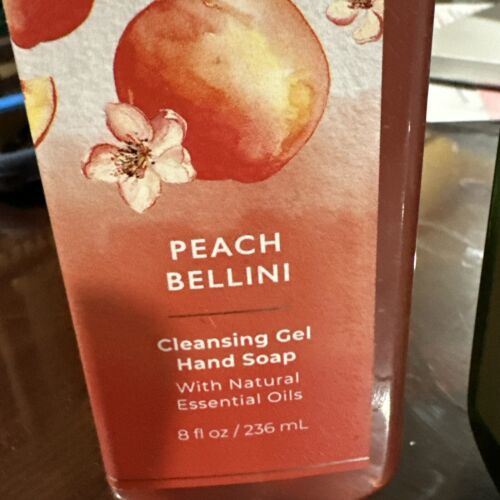 PEACH
BELLINI
Cleansing Gel
Hand Soap
With Natural
Essential Oils
8 fl oz / 236 mL